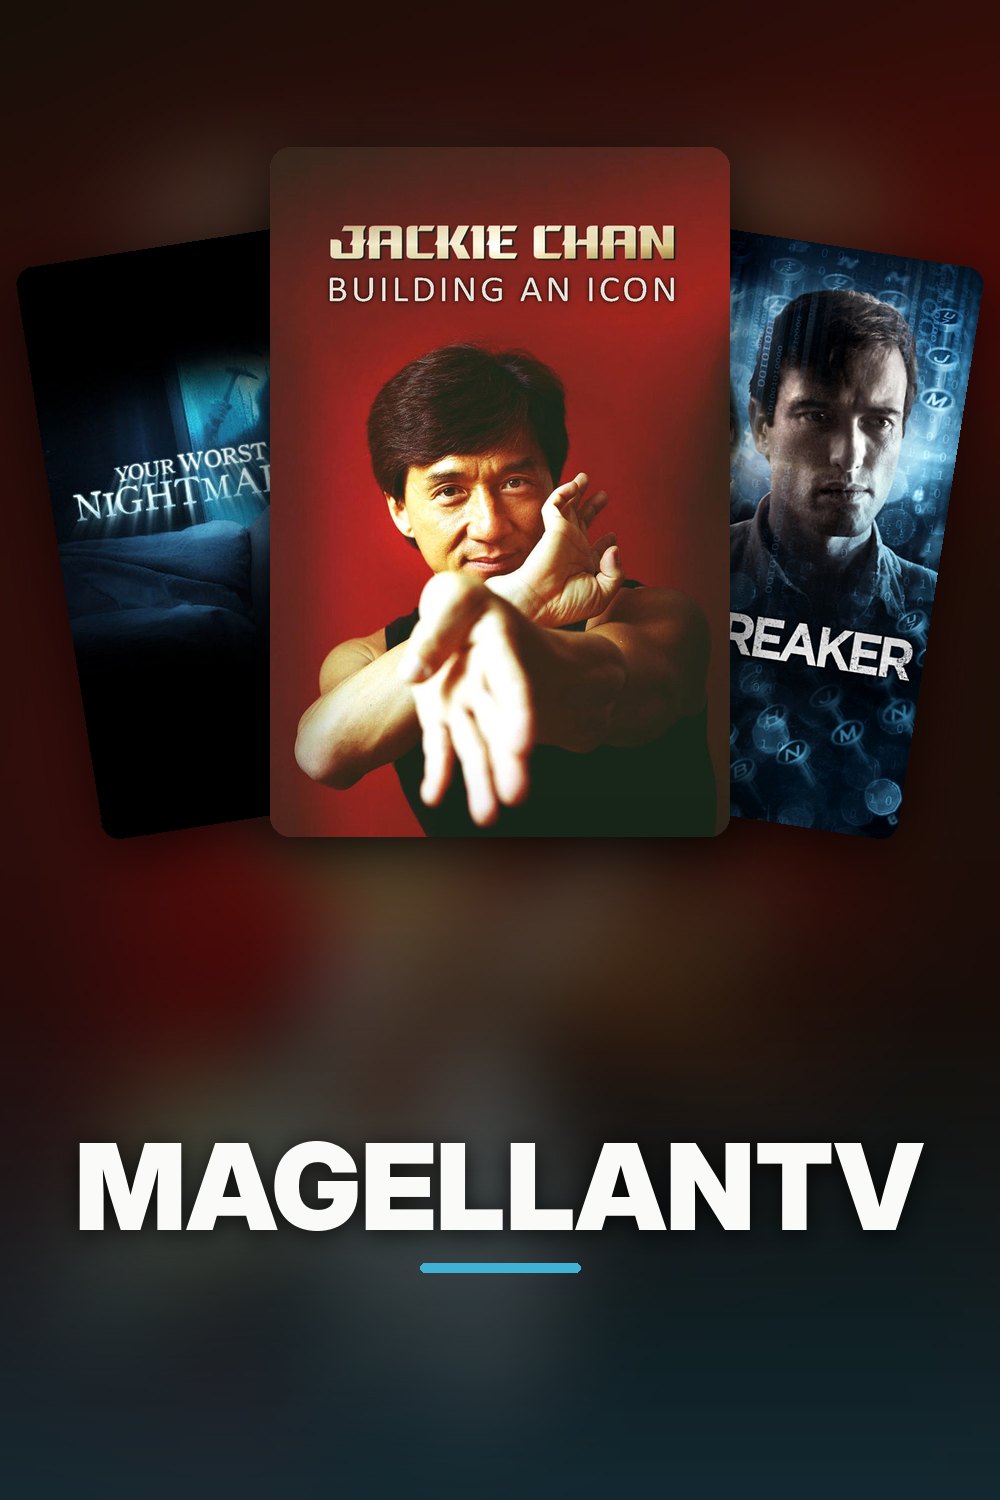 JACKIE CHAN
BUILDING AN ICON
YOUR WORST
NIGHTMA
REAKER
MAGELLANTV